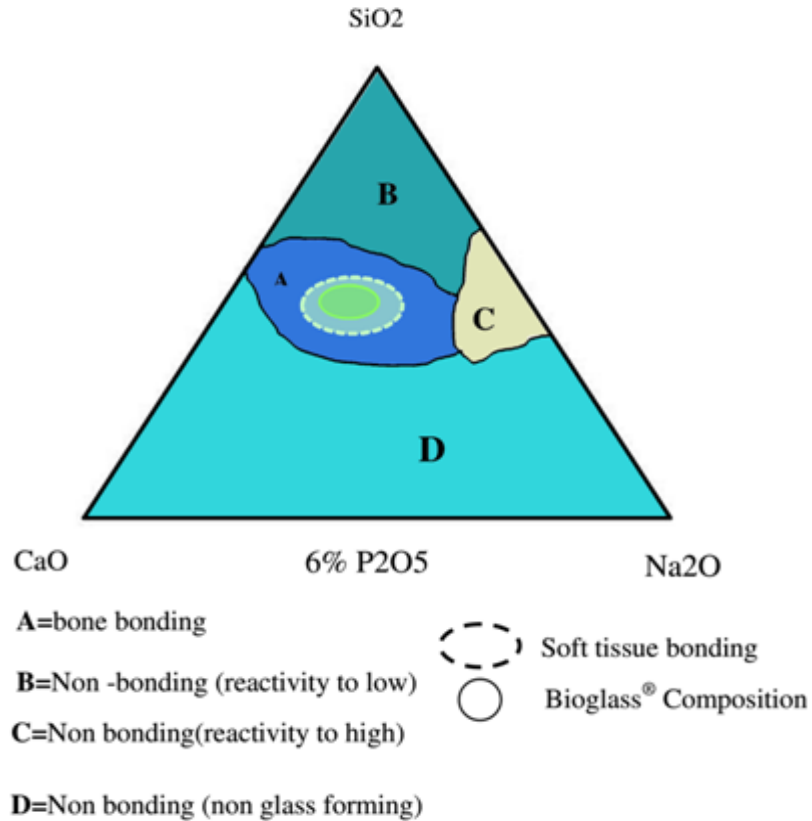 SiO2
B
A
C
D
CaO
6% P2O5
Na2O
A=bone bonding
Soft tissue bonding
B=Non -bonding (reactivity to low)
Bioglass® Composition
C=Non bonding(reactivity to high)
D=Non bonding (non glass forming)